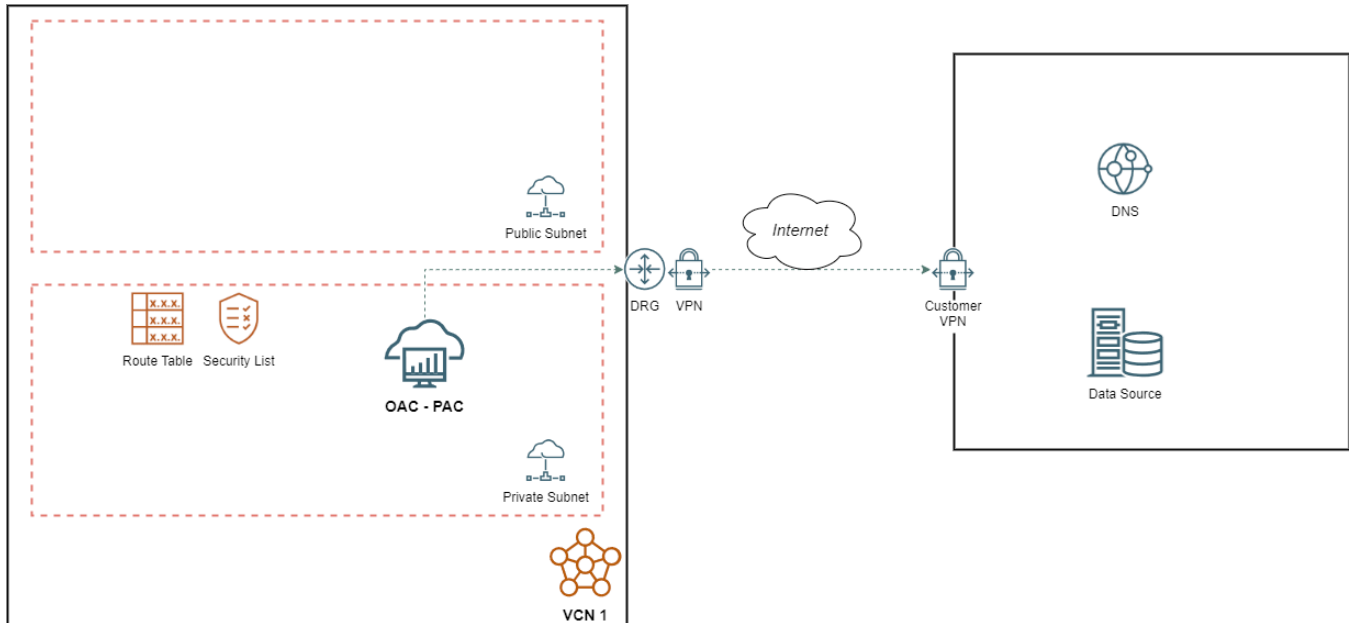 Public Subnet
Internet
DRG
VPN
Customer
VPN
DNS
X.X.X.
X.X.X.
X.X.X.
Route Table
Security List
OAC - PAC
Data Source
Private Subnet
VCN 1